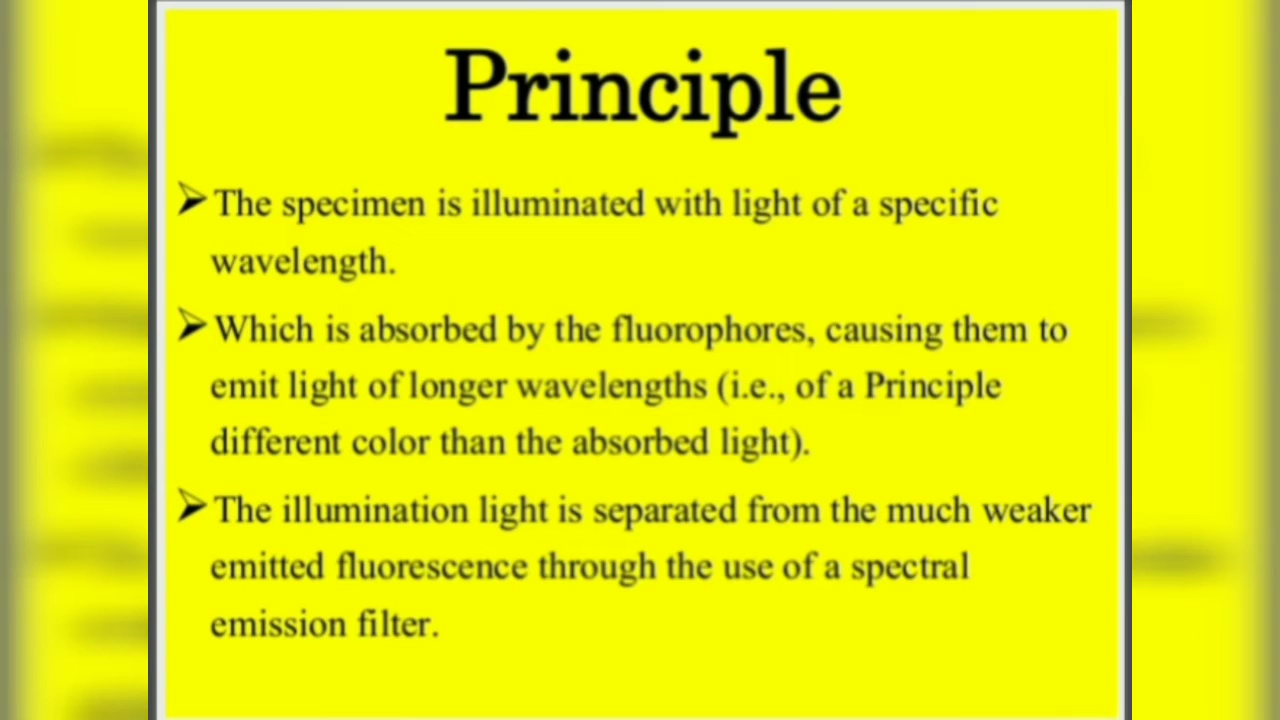 Principle
➢The specimen is illuminated with light of a specific
wavelength.
➢Which is absorbed by the fluorophores, causing them to
emit light of longer wavelengths (i.e., of a Principle
different color than the absorbed light).
➢The illumination light is separated from the much weaker
emitted fluorescence through the use of a spectral
emission filter.